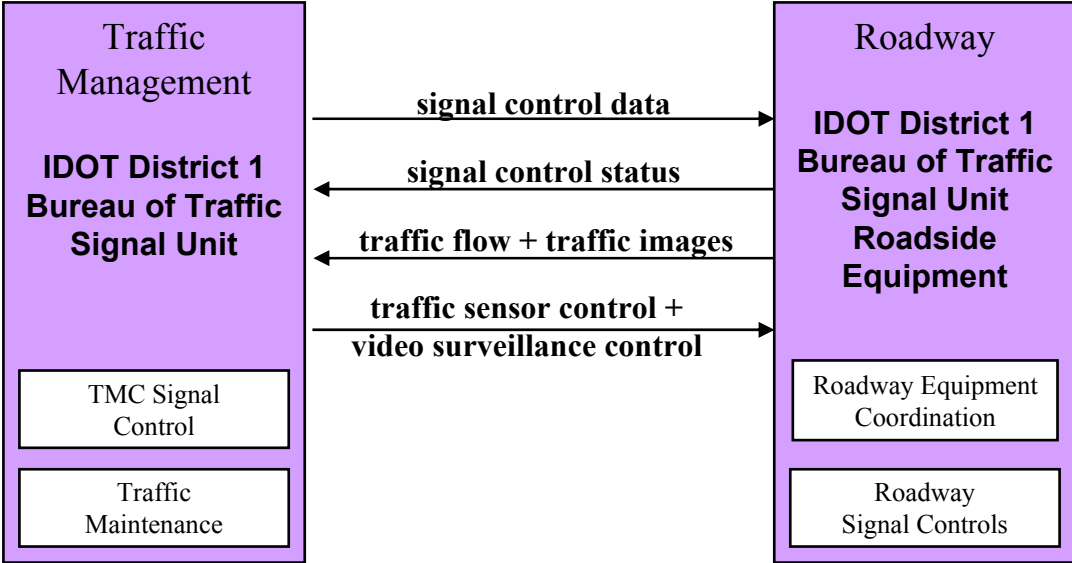 Traffic
Management
IDOT District 1
Bureau of Traffic
Signal Unit
TMC Signal
Control
Traffic
Maintenance
signal control data
signal control status
traffic flow + traffic images
traffic sensor control +
video surveillance control
Roadway
IDOT District 1
Bureau of Traffic
Signal Unit
Roadside
Equipment
Roadway Equipment
Coordination
Roadway
Signal Controls